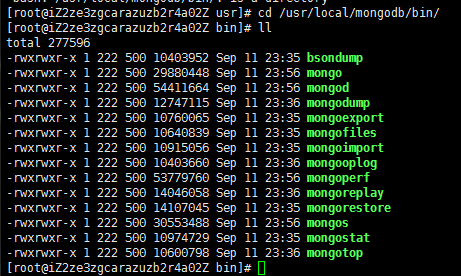 [root@iZ2ze3zgcarazuzb2r4a02Z usr]# cd /usr/local/mongodb/bin/
[root@iZ2ze3zgcarazuzb2r4a02Z bin]# ll
total 277596
-rwxrwxr-x 1 222 500 10403952 Sep 11 23:35 bsondump
-rwxrwxr-x 1 222 500 29880448 Sep 11 23:56 mongo
-rwxrwxr-x 1 222 500 54411664 Sep 11 23:56 mongod
-rwxrwxr-x 1 222 500 12747115 Sep 11 23:36 mongodump
-rwxrwxr-x 1 222 500 10760065 Sep 11 23:35 mongoexport
-rwxrwxr-x 1 222 500 10640839 Sep 11 23:35 mongofiles
-rwxrwxr-x 1 222 500 10915056 Sep 11 23:35 mongoimport
-rwxrwxr-x 1 222 500 10403660 Sep 11 23:36 mongooplog
-rwxrwxr-x 1 222 500 53779760 Sep 11 23:56 mongoperf
-rwxrwxr-x 1 222 500 14046058 Sep 11 23:36 mongoreplay
-rwxrwxr-x 1 222 500 14107045 Sep 11 23:35 mongorestore
-rwxrwxr-x 1 222 500 30553488 Sep 11 23:56 mongos
-rwxrwxr-x 1 222 500 10974729 Sep 11 23:35 mongostat
-rwxrwxr-x 1 222 500 10600798 Sep 11 23:36 mongotop
[root@iZ2ze3zgcarazuzb2r4a02Z bin]#